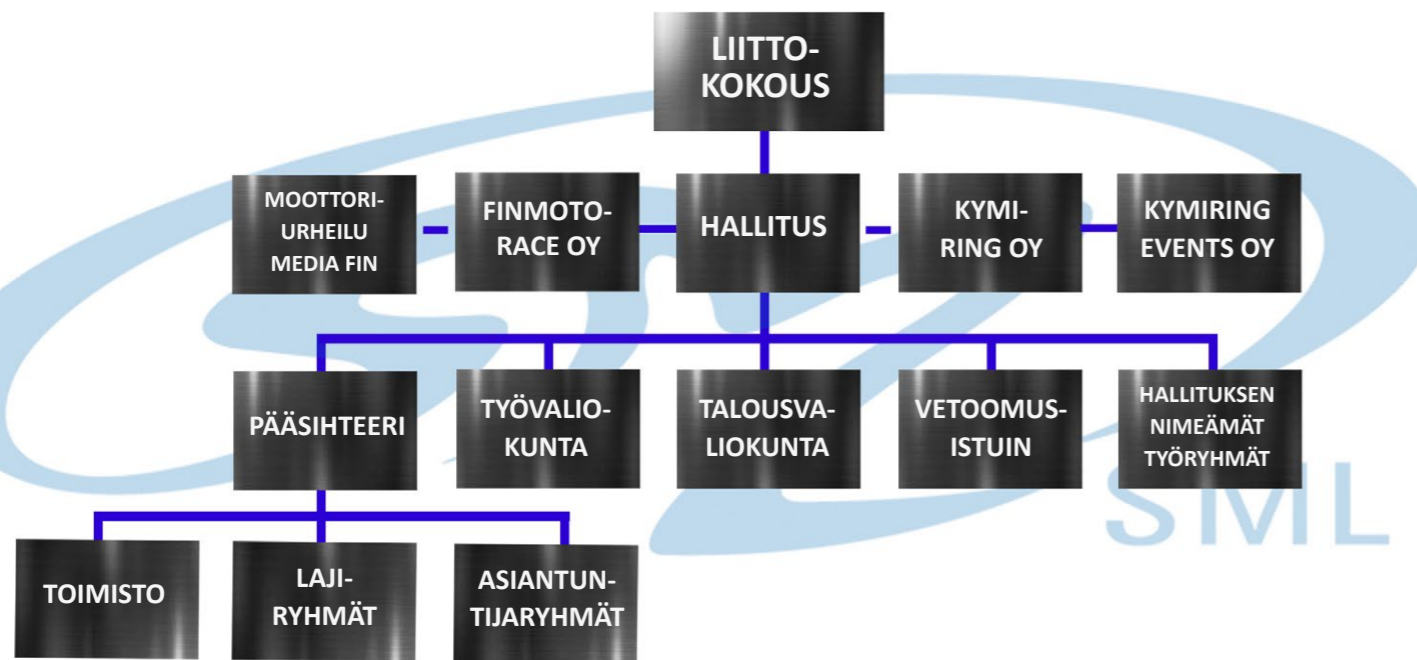 LIITTO-
KOKOUS
MOOTTORI-
URHEILU
MEDIA FIN
FINMOTO-
RACE OY
HALLITUS
KYMI-
RING OY
KYMIRING
EVENTS OY
PÄÄSIHTEERI
TYÖVALIO-
KUNTA
TALOUSVA-
LIOKUNTA
VETOOMUS-
ISTUIN
HALLITUKSEN
NIMEÄMÄT
TYÖRYHMÄT
SML
TOIMISTO
LAJI-
RYHMÄT
ASIANTUN-
TIJARYHMÄT